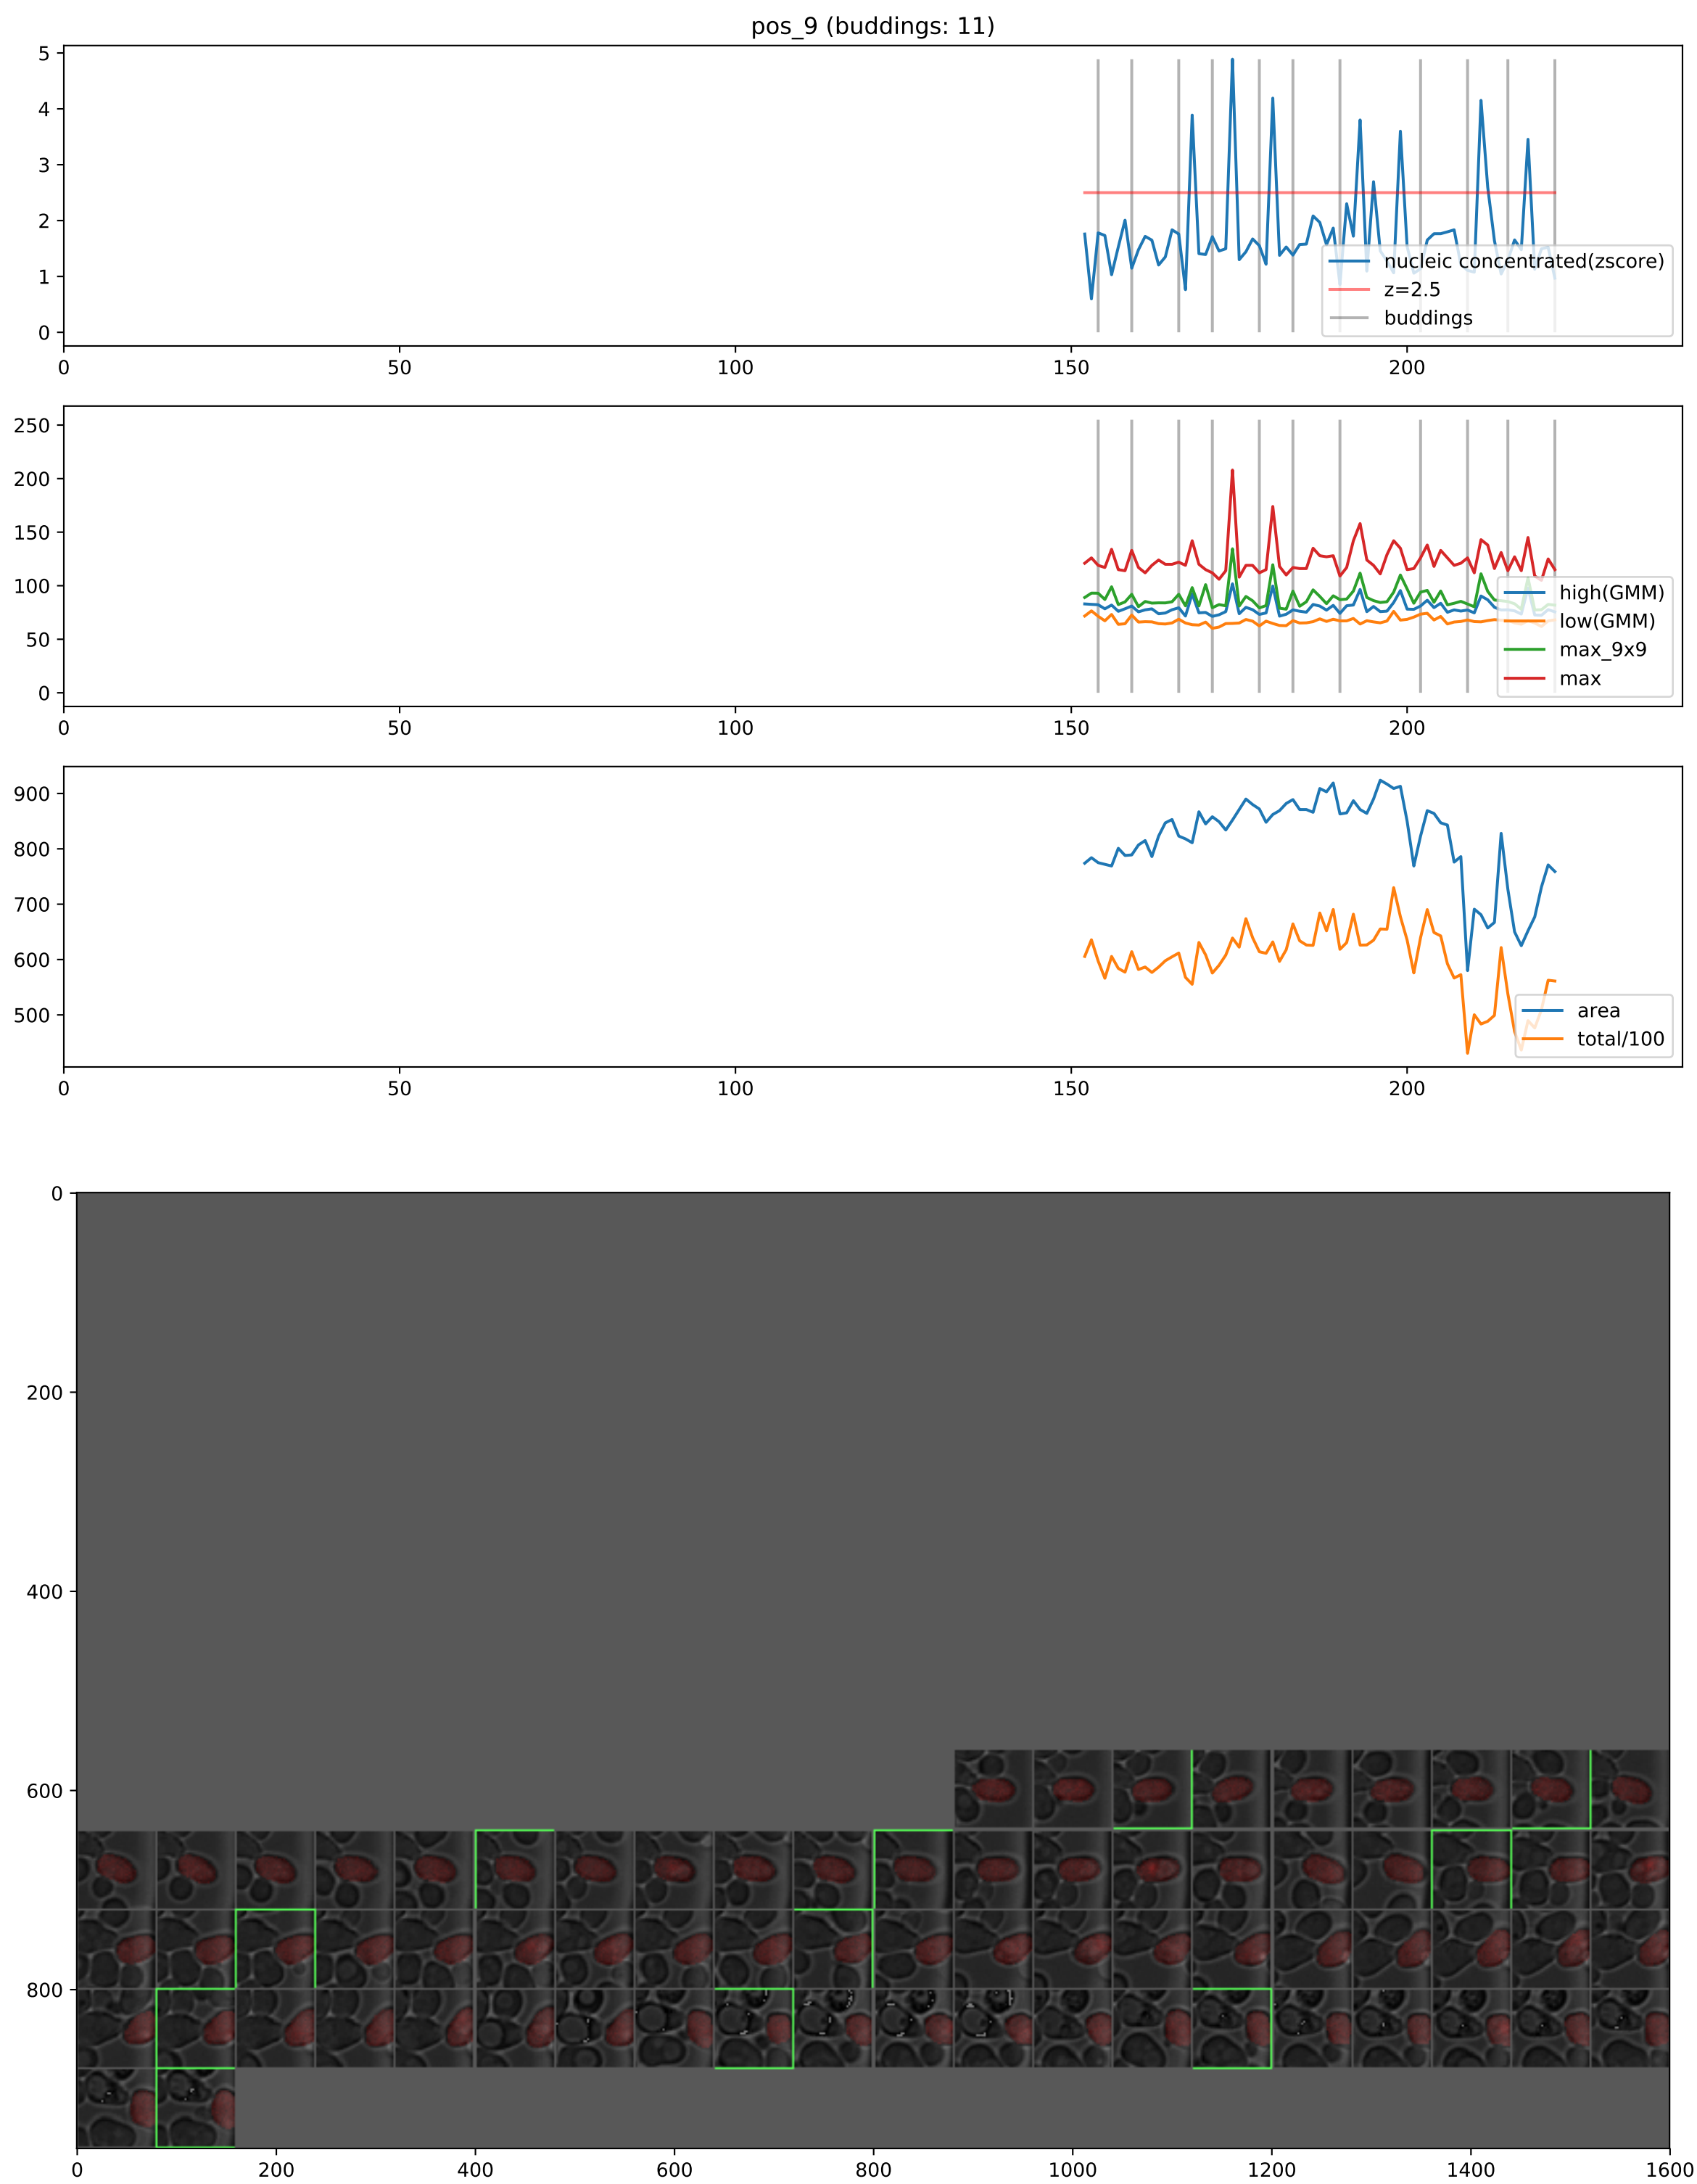 pos_9 (buddings: 11)
5
4
3
2
1
0
nucleic concentrated(zscore)
z=2.5
buddings
0 50 100 150 200
250
200
150
100
50
0
high(GMM)
low(GMM)
max_9x9
max
0 50 100 150 200
900
800
700
600
500
area
total/100
0 50 100 150 200
0
200
400
600
800
0 200 400 600 800 1000 1200 1400 1600